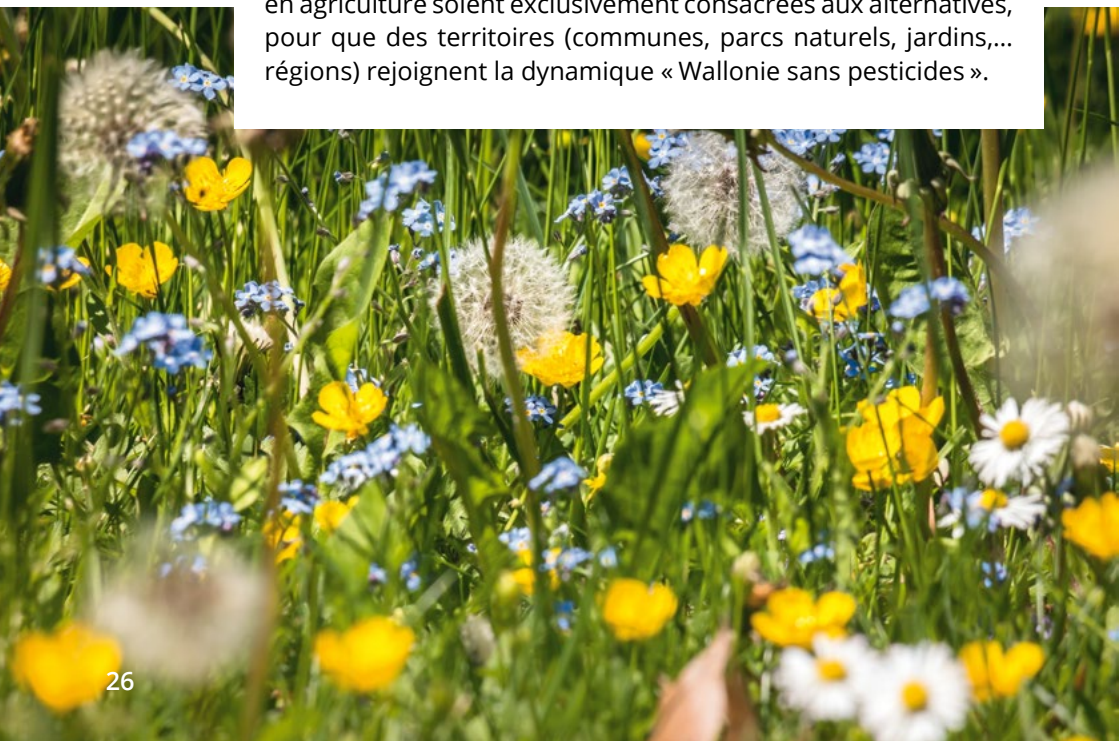 en agriculture soient exclusivement consacrées aux alternatives,
pour que des territoires (communes, parcs naturels, jardins,...
régions) rejoignent la dynamique « Wallonie sans pesticides ».
26